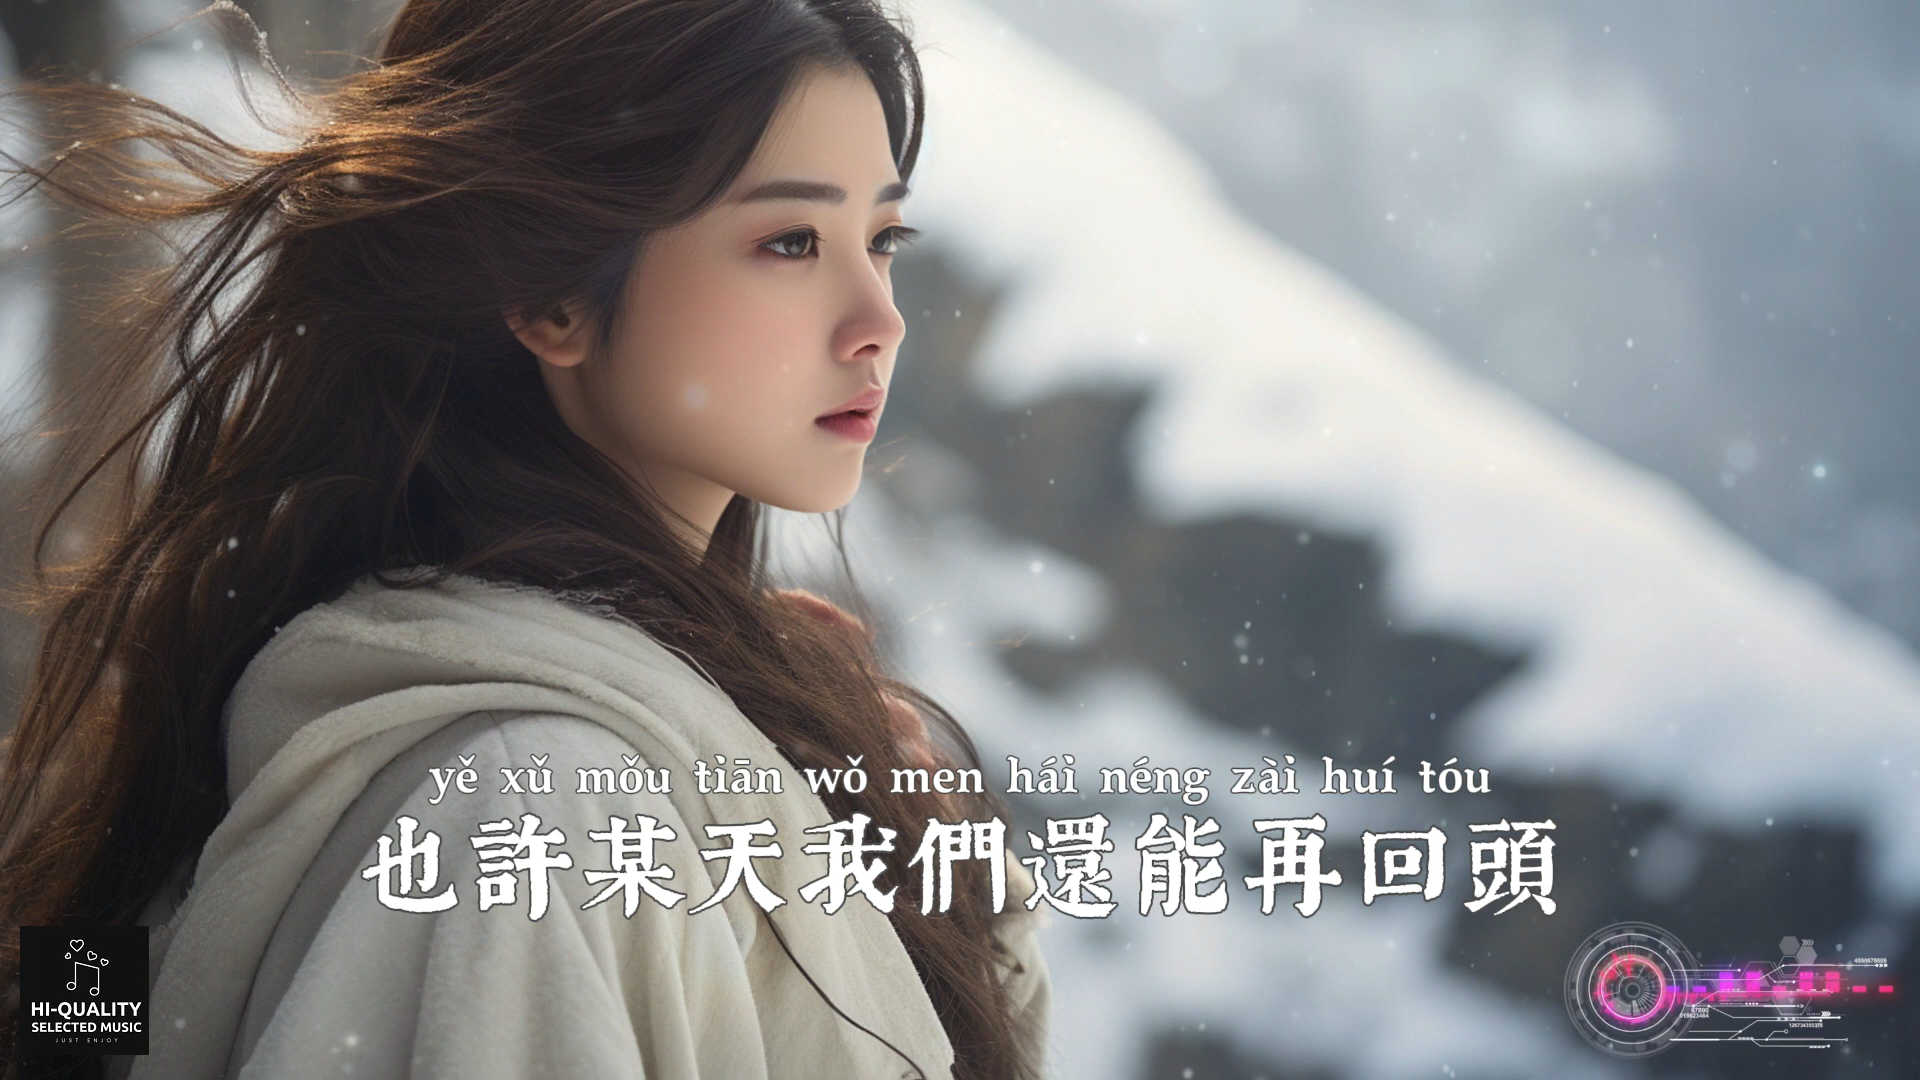 yě xǔ mǒu tiān wǒ men hái néng zài huí tóu
也許某天我們還能再回頭
HI-QUALITY
SELECTED MUSIC
JUST ENJOY